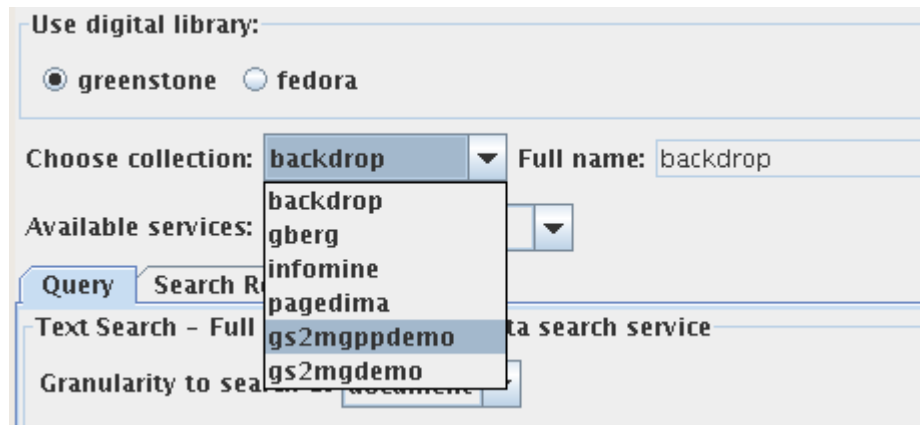 Use digital library:
greenstone fedora
Choose collection: backdrop Full name: backdrop
backdrop
Available services:
gberg
infomine
Query Search R
pagedima
Text Search - Full
gs2mgppdemo
ta search service
gs2mgdemo
Granularity to sea